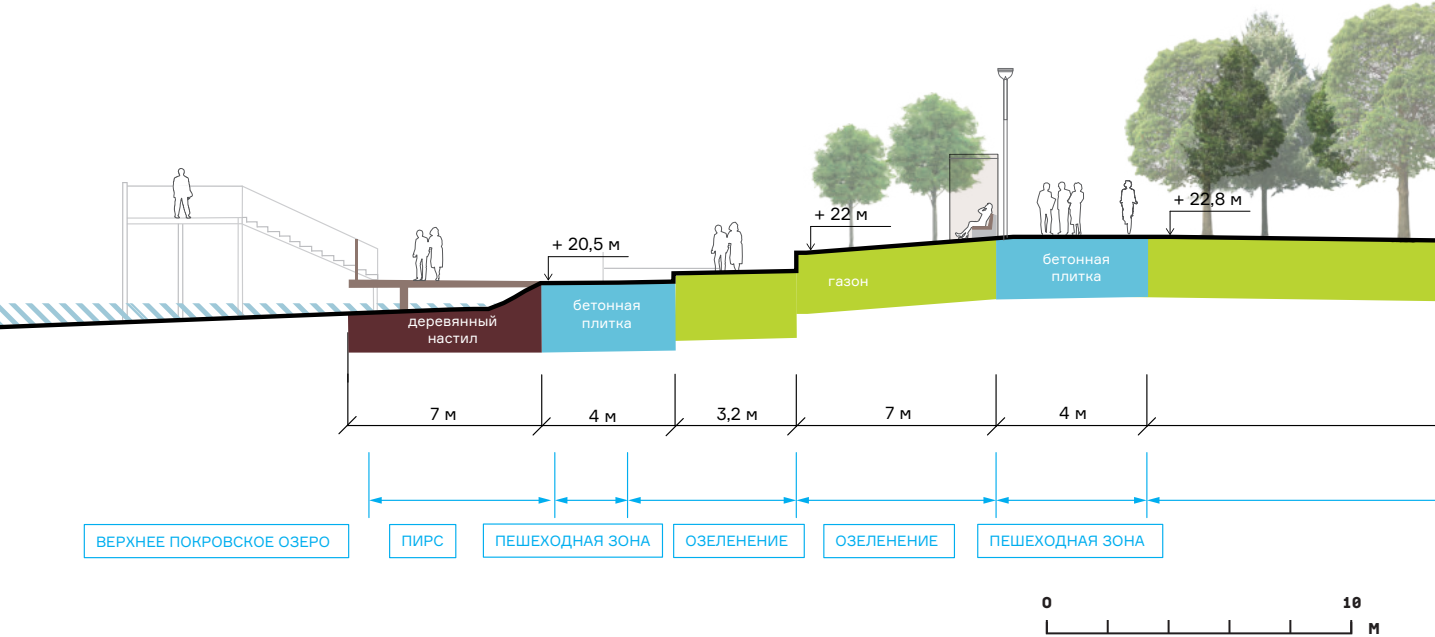 + 22,8 м
+ 22 м
+ 20,5 м
бетонная
плитка
газон
бетонная
плитка
деревянный
настил
7 м
4 м
3,2 м
7 м
4 м
ВЕРХНЕЕ ПОКРОВСКОЕ ОЗЕРО
ПИРС
ПЕШЕХОДНАЯ ЗОНА
ОЗЕЛЕНЕНИЕ
ОЗЕЛЕНЕНИЕ
ПЕШЕХОДНАЯ ЗОНА
0
10
м